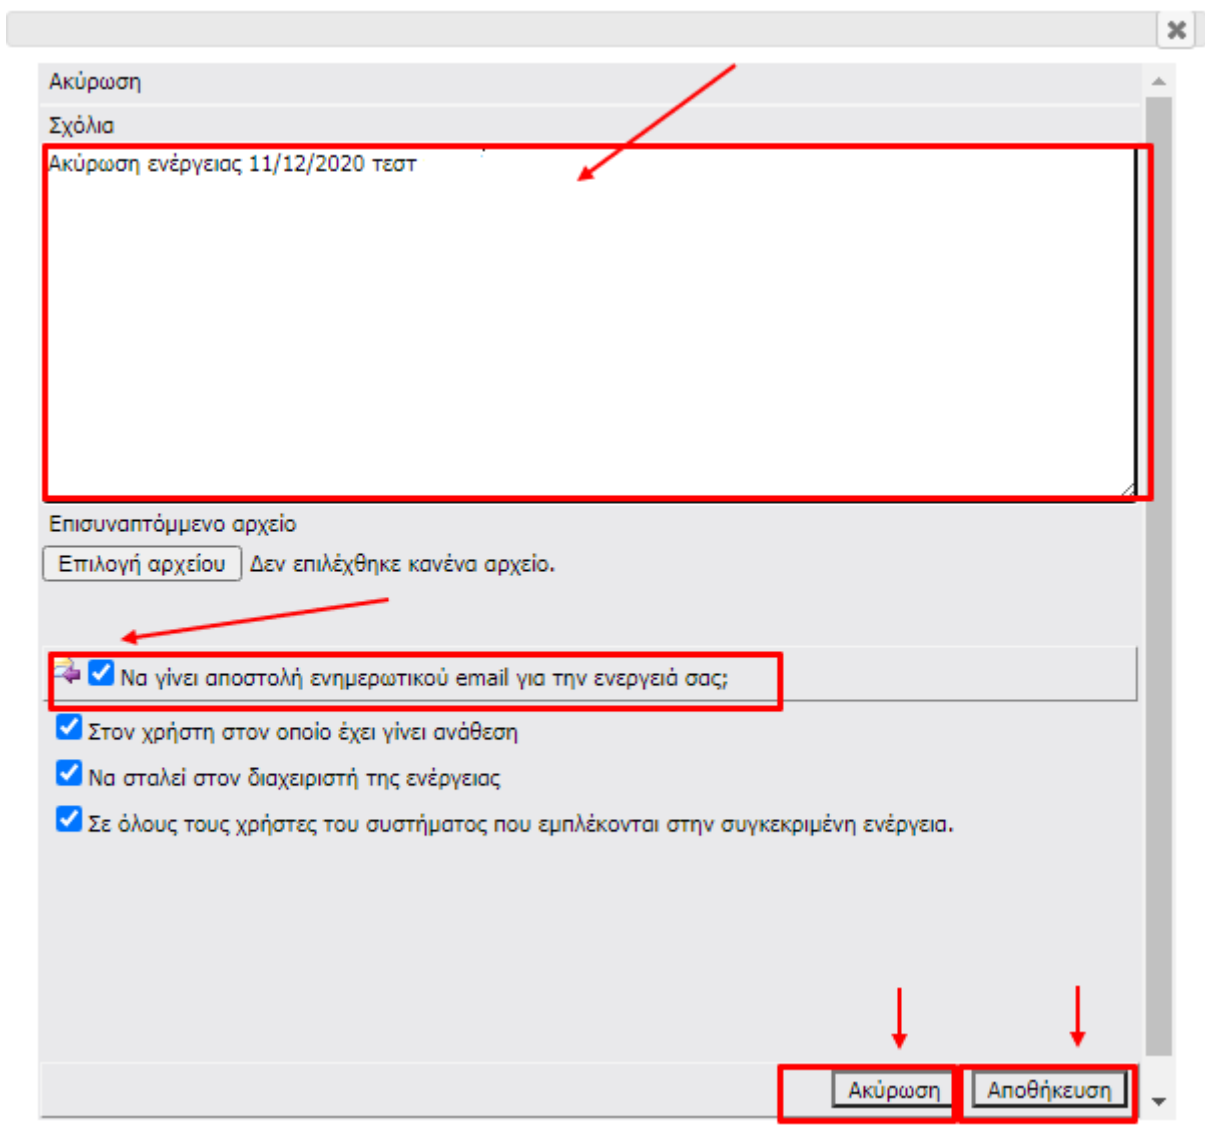 Ακύρωση
Σχόλια
Ακύρωση ενέργειας 11/12/2020 τεστ
Επισυναπτόμμενο αρχείο
Επιλογή αρχείου Δεν επιλέχθηκε κανένα αρχείο.
Να γίνει αποστολή ενημερωτικού email για την ενεργειά σας;
Στον χρήστη στον οποίο έχει γίνει ανάθεση
Να σταλεί στον διαχειριστή της ενέργειας
Σε όλους τους χρήστες του συστήματος που εμπλέκονται στην συγκεκριμένη ενέργεια.
Ακύρωση Αποθήκευση